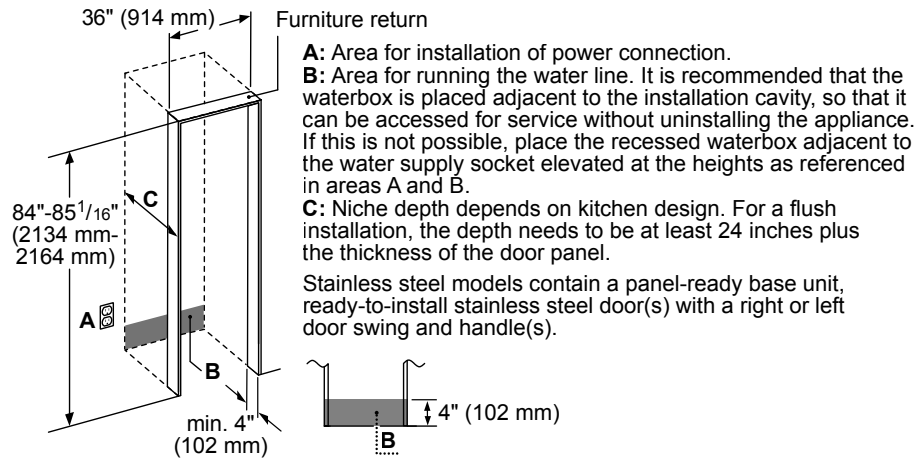 36" (914 mm)
Furniture return
A: Area for installation of power connection.
B: Area for running the water line. It is recommended that the
waterbox is placed adjacent to the installation cavity, so that it
can be accessed for service without uninstalling the appliance.
If this is not possible, place the recessed waterbox adjacent to
the water supply socket elevated at the heights as referenced
in areas A and B.
C: Niche depth depends on kitchen design. For a flush
installation, the depth needs to be at least 24 inches plus
the thickness of the door panel.
Stainless steel models contain a panel-ready base unit,
ready-to-install stainless steel door(s) with a right or left
door swing and handle(s).
C
84"-85 1/16"
(2134 mm-
2164 mm)
A
B
min. 4"
(102 mm)
4" (102 mm)
B